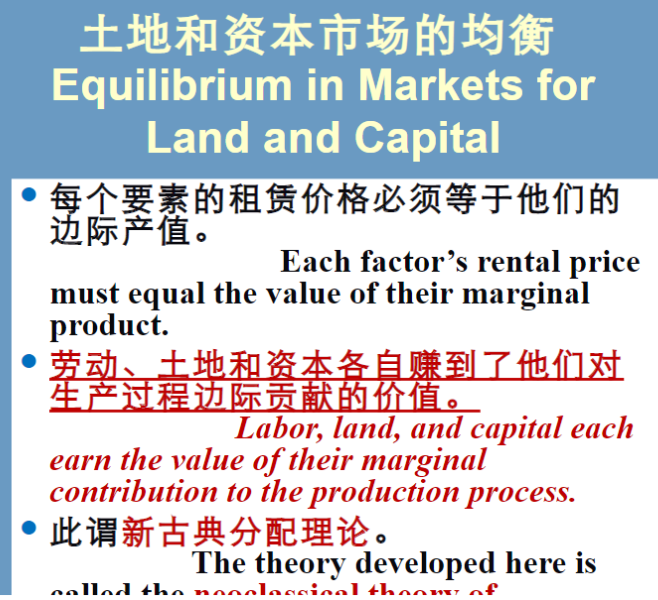 土地和资本市场的均衡
Equilibrium in Markets for
Land and Capital
每个要素的租赁价格必须等于他们的
边际产值。
Each factor’s rental price
must equal the value of their marginal
product.
劳动、土地和资本各自赚到了他们对
生产过程边际贡献的价值。
Labor, land, and capital each
earn the value of their marginal
contribution to the production process.
此谓新古典分配理论。
The theory developed here is
called the neoclassical theory of